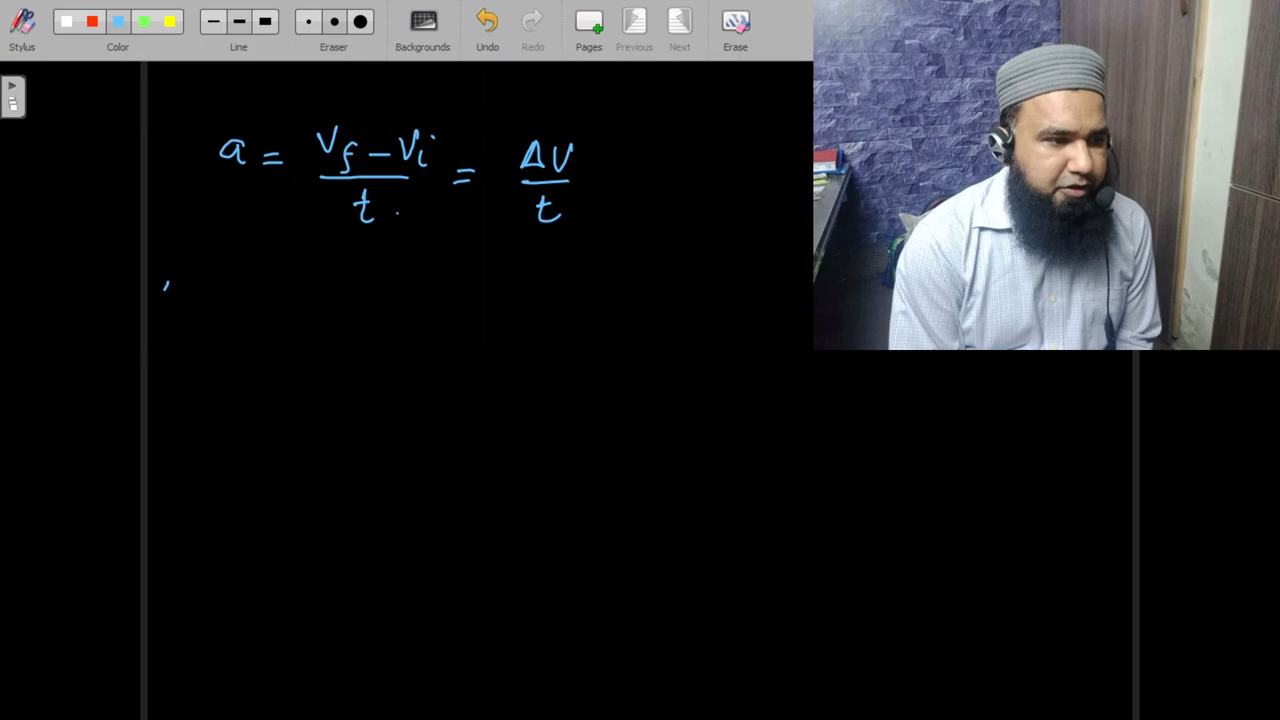 Stylus Color Line Eraser Backgrounds Undo Redo Pages Previous Next Erase
a = (Vf - Vi)/t = ΔV/t